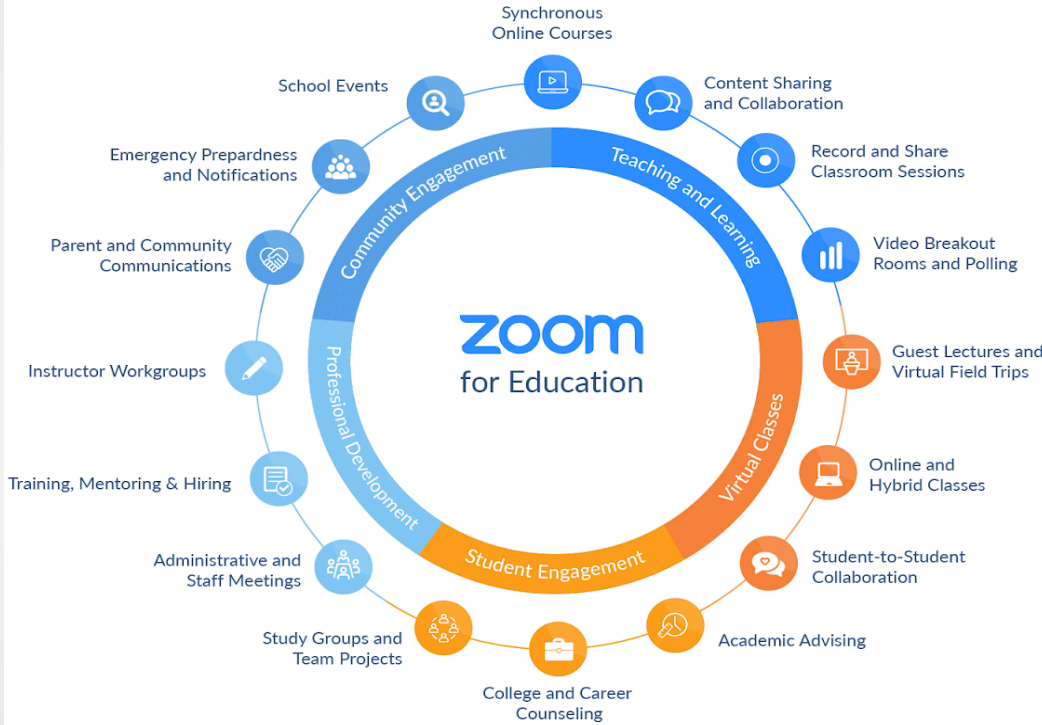 Synchronous
Online Courses
Content Sharing
and Collaboration
Record and Share
Classroom Sessions
Video Breakout
Rooms and Polling
Guest Lectures and
Virtual Field Trips
Online and
Hybrid Classes
Student-to-Student
Collaboration
Academic Advising
College and Career
Counseling
Study Groups and
Team Projects
Administrative and
Staff Meetings
Training, Mentoring & Hiring
Instructor Workgroups
Parent and Community
Communications
Emergency Prepardness
and Notifications
School Events
Community Engagement
Teaching and Learning
Virtual Classes
Student Engagement
Professional Development
zoom
for Education